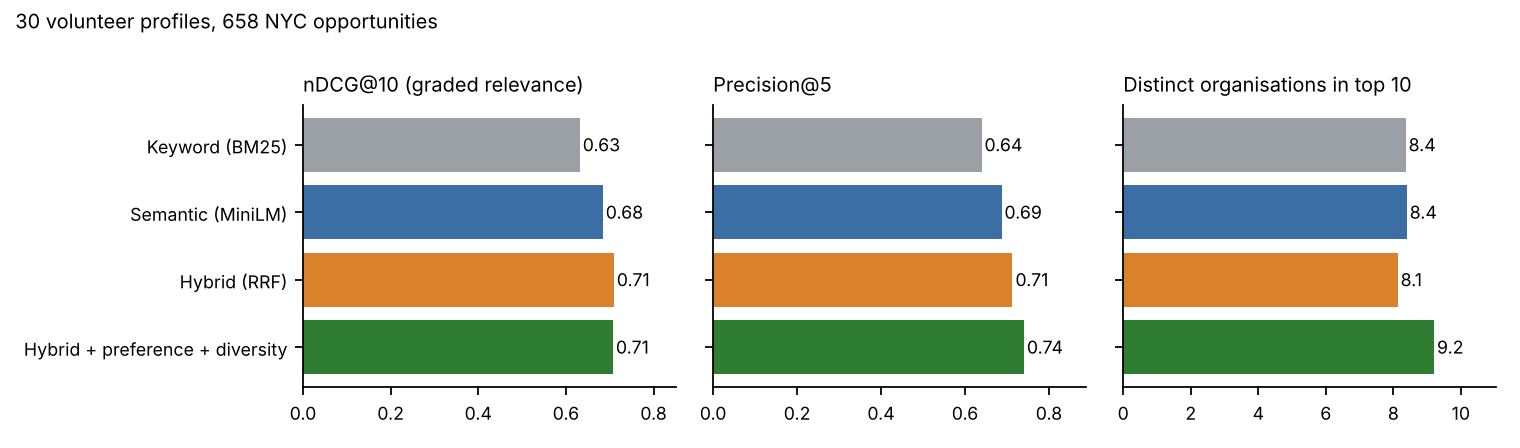 30 volunteer profiles, 658 NYC opportunities
nDCG@10 (graded relevance)
Keyword (BM25)
0.63
Semantic (MiniLM)
0.68
Hybrid (RRF)
0.71
Hybrid + preference + diversity
0.71
0.0 0.2 0.4 0.6 0.8
Precision@5
0.64
0.69
0.71
0.74
0.0 0.2 0.4 0.6 0.8
Distinct organisations in top 10
8.4
8.4
8.1
9.2
0 2 4 6 8 10